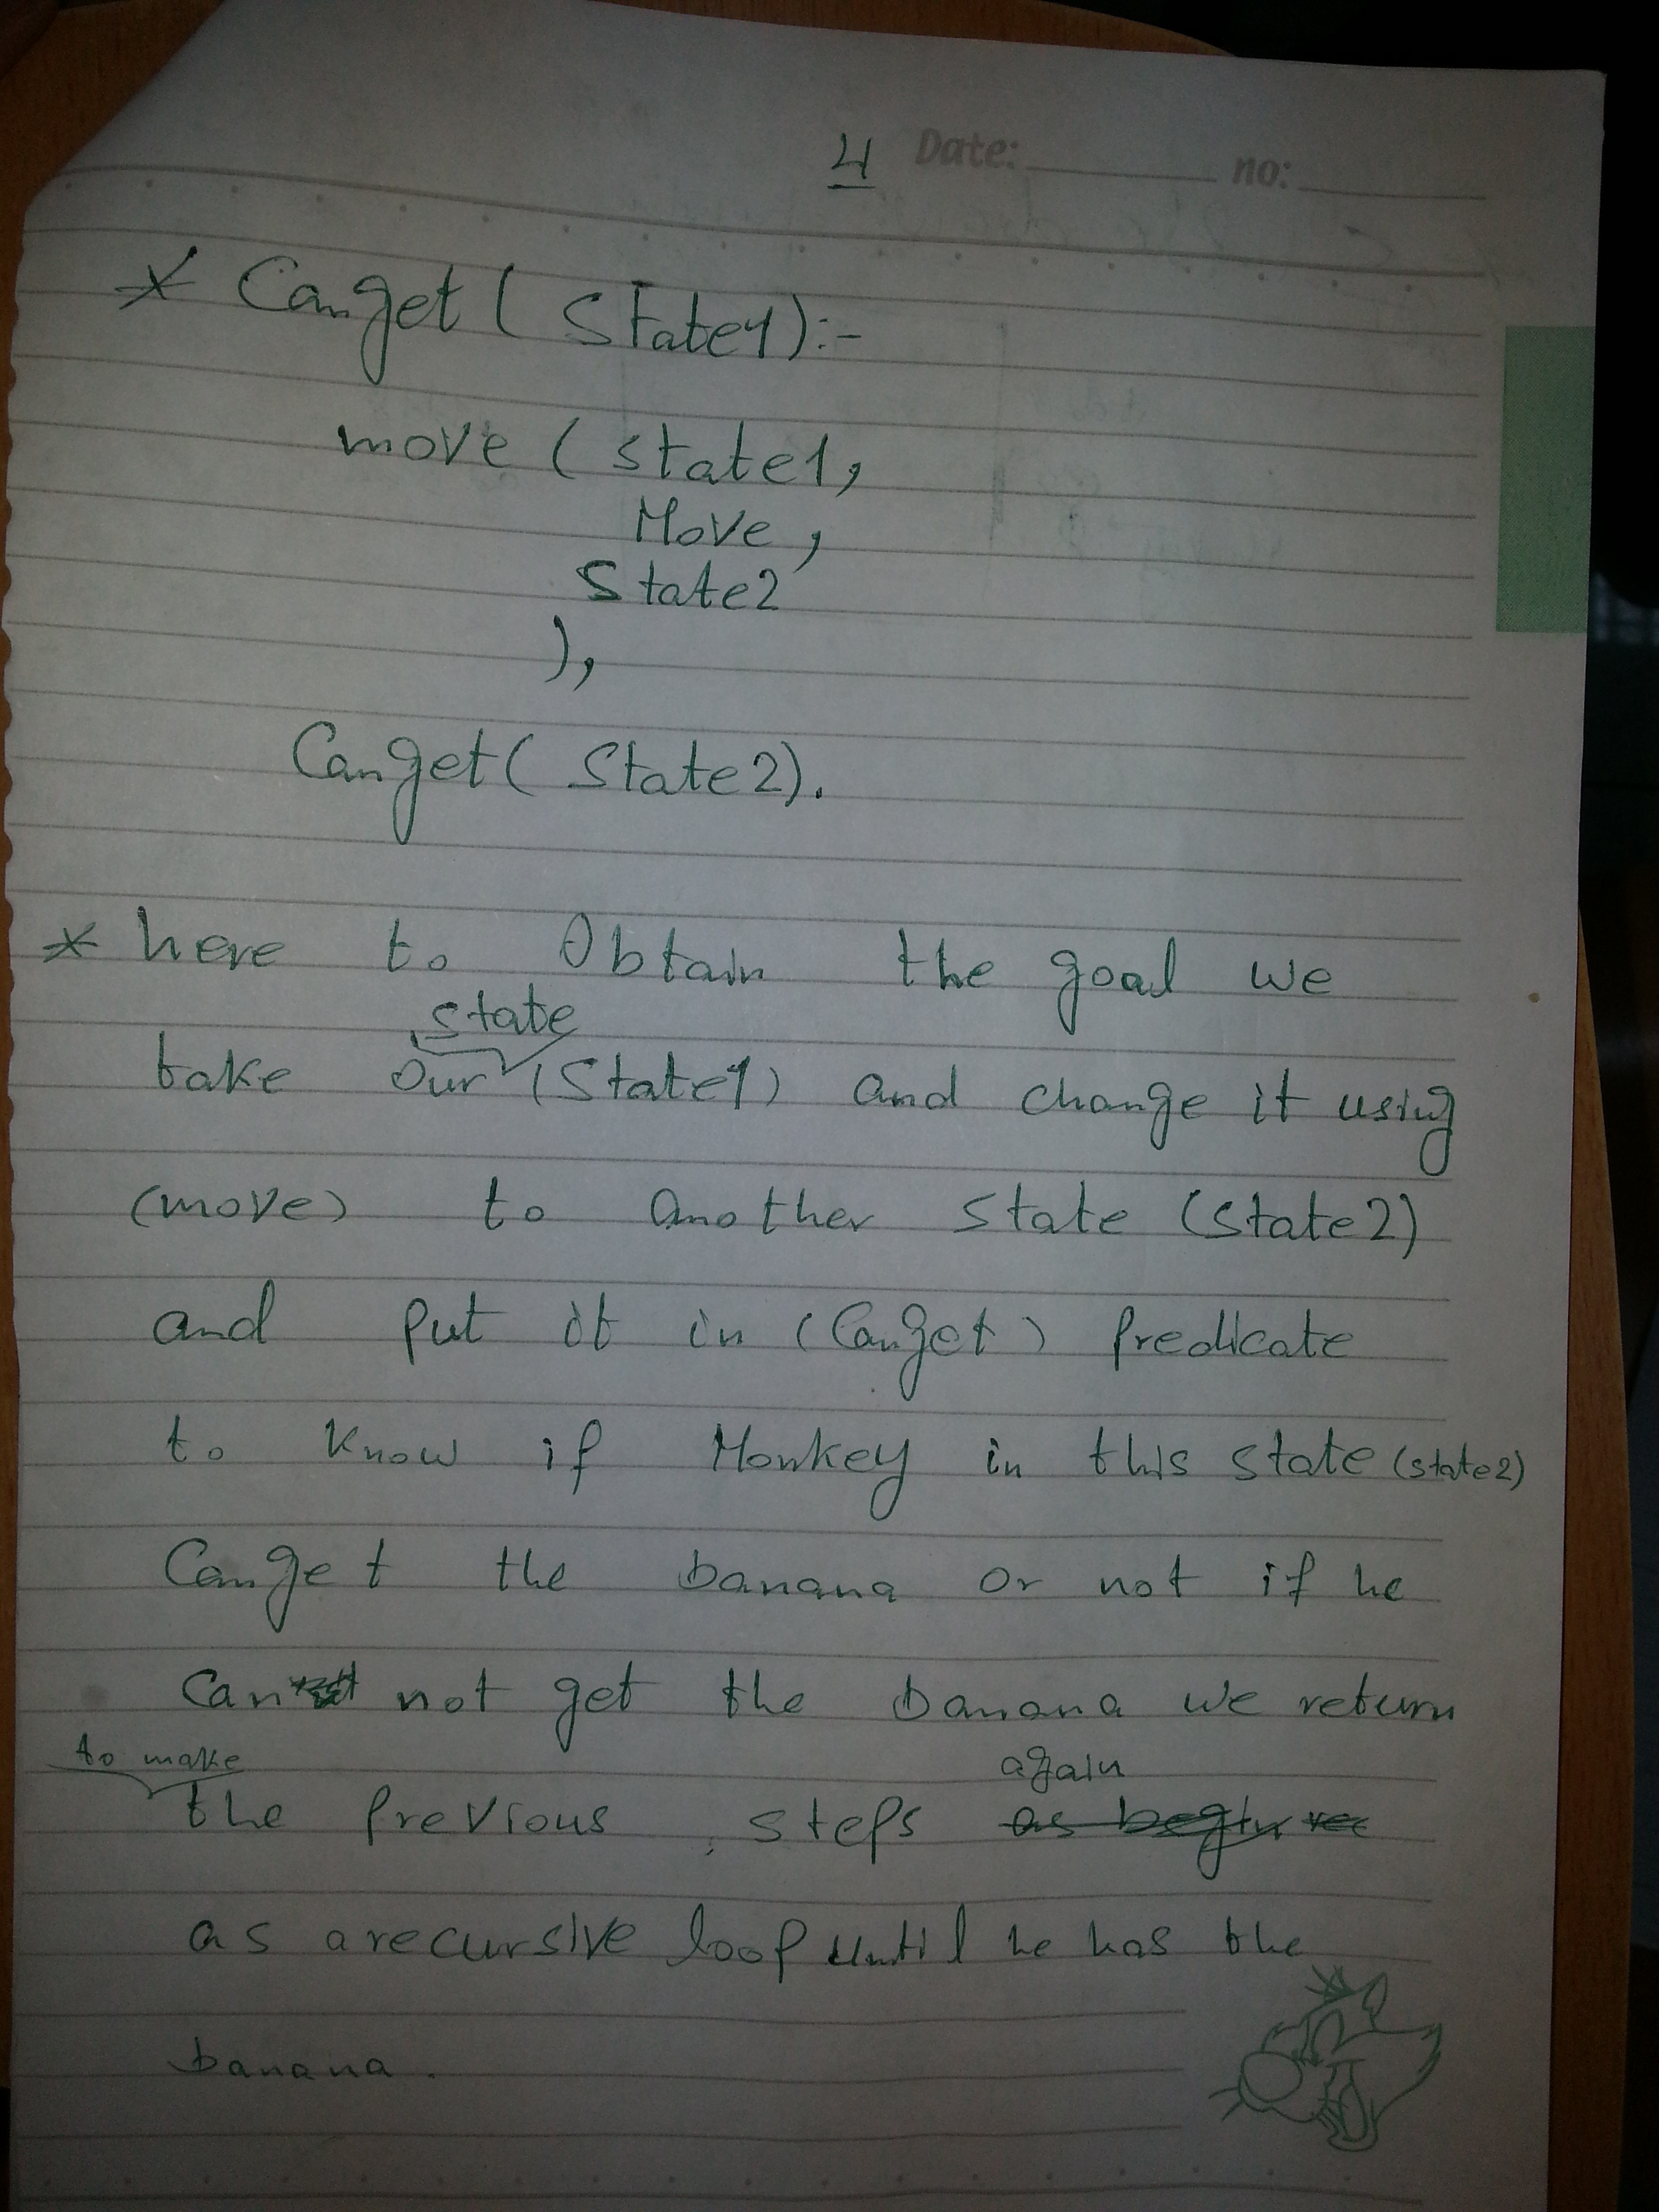 4 Date: no:
* Canget ( State1):-
move ( state1,
Move ,
State2
),
Canget( State2).
* here to Obtain the goal we
state
take our (State1) and change it using
(move) to another state (state2)
and put it in (Canget) predicate
to know if Monkey in this state (state2)
Canget the banana or not if he
can not get the banana we return
to make again
the previous steps as begin
as a recursive loop until he has the
banana.